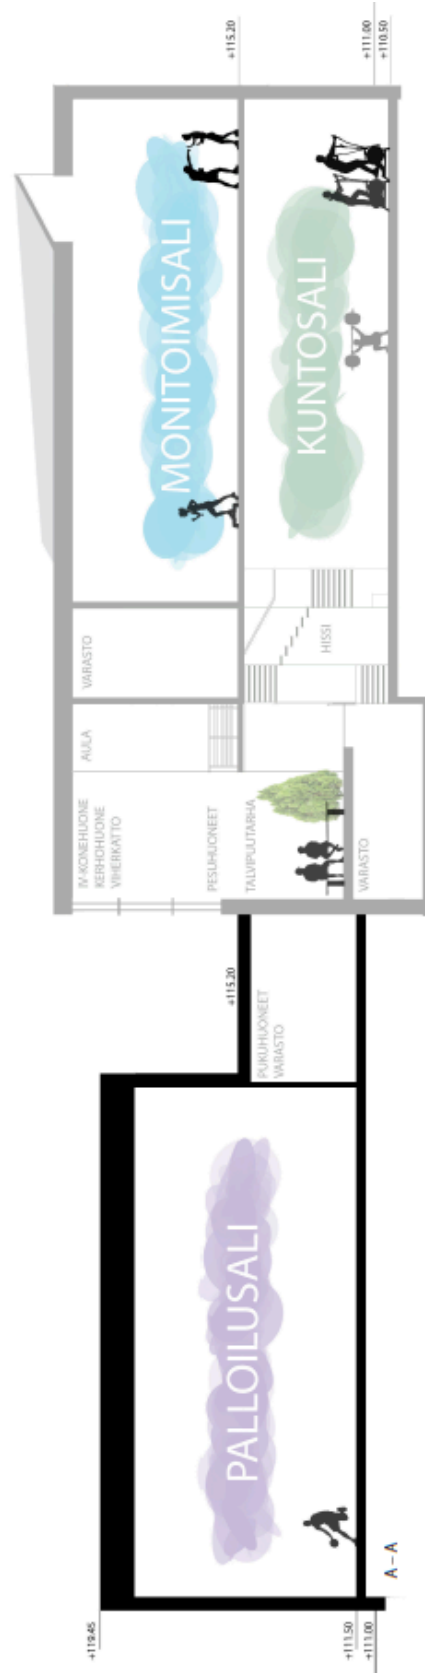 +119.45
+111.50
+111.00
PALLOILUSALI
A – A
+115.20
PUKUHUONEET
VARASTO
IV-KONEHUONE
KERHOHUONE
VIHERKATTO
PESUHUONEET
TALVIPUUTARHA
VARASTO
AULA
VARASTO
HISSI
MONITOIMISALI
KUNTOSALI
+115.20
+111.00
+110.50